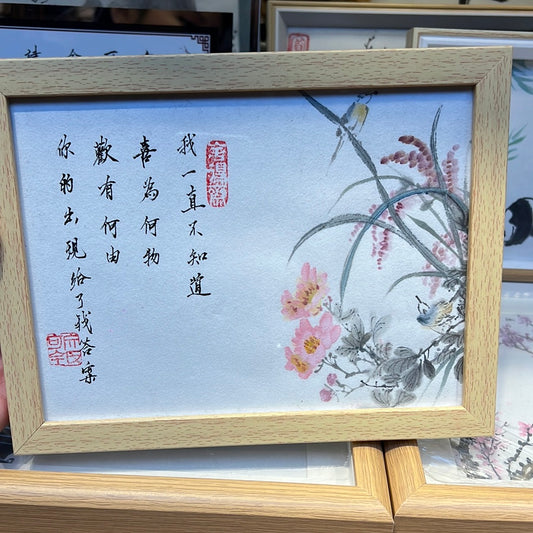 我一直不知道
喜為何物
歡有何由
你的出現給了我答案